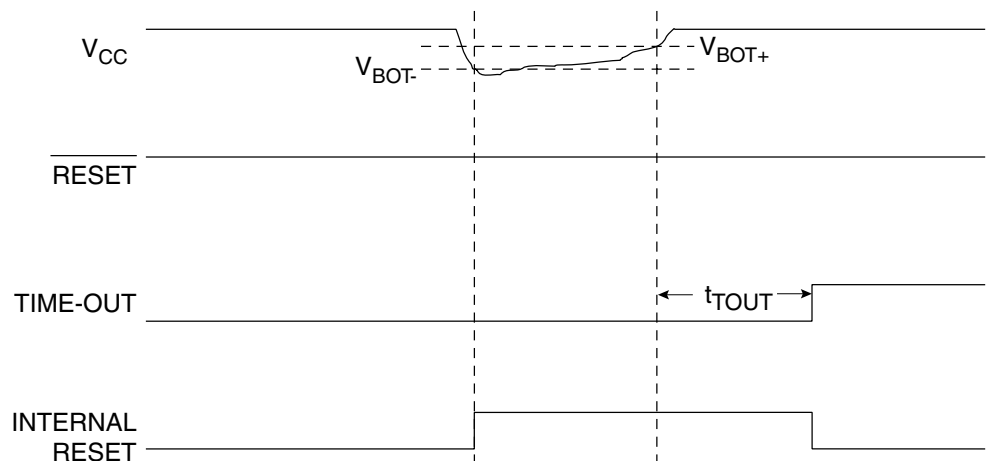 VCC
VBOT-
VBOT+
RESET
TIME-OUT
tTOUT
INTERNAL
RESET